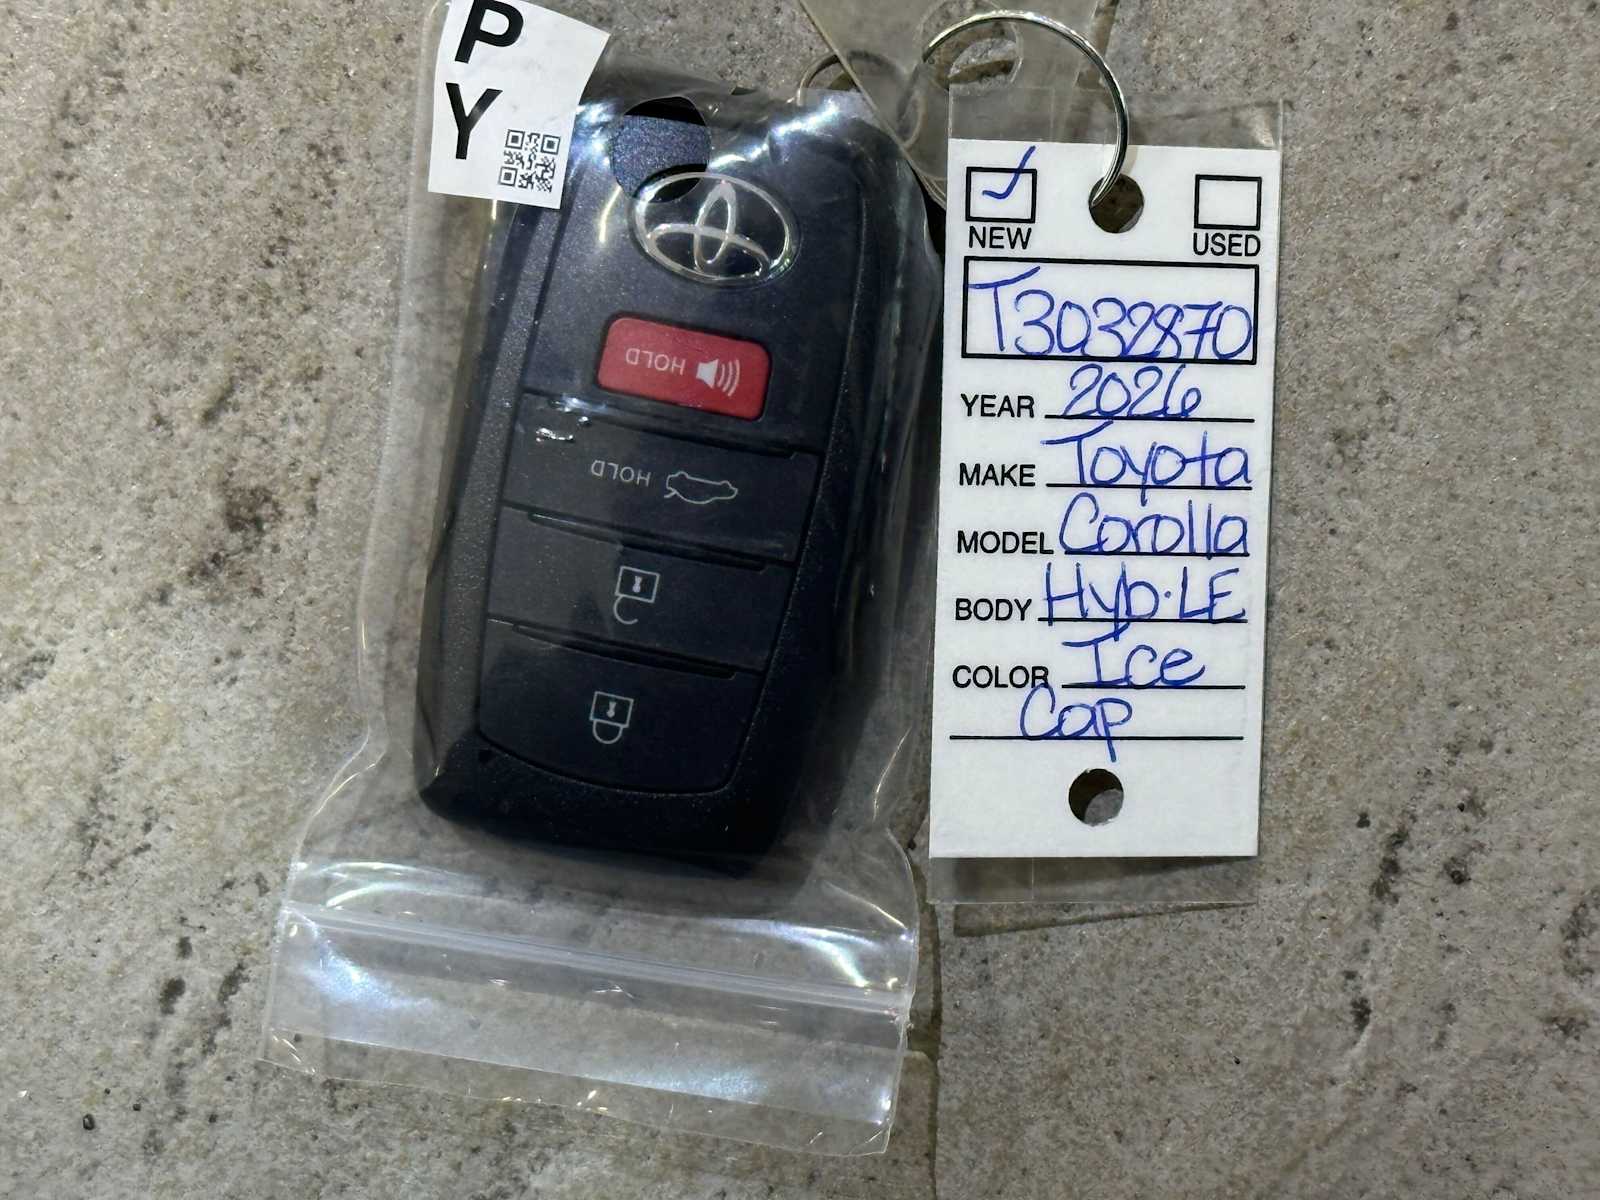 P
Y
HOLD
HOLD
NEW
USED
T3032870
YEAR 2026
MAKE Toyota
MODEL Corolla
BODY Hyb·LE
COLOR Ice
Cap